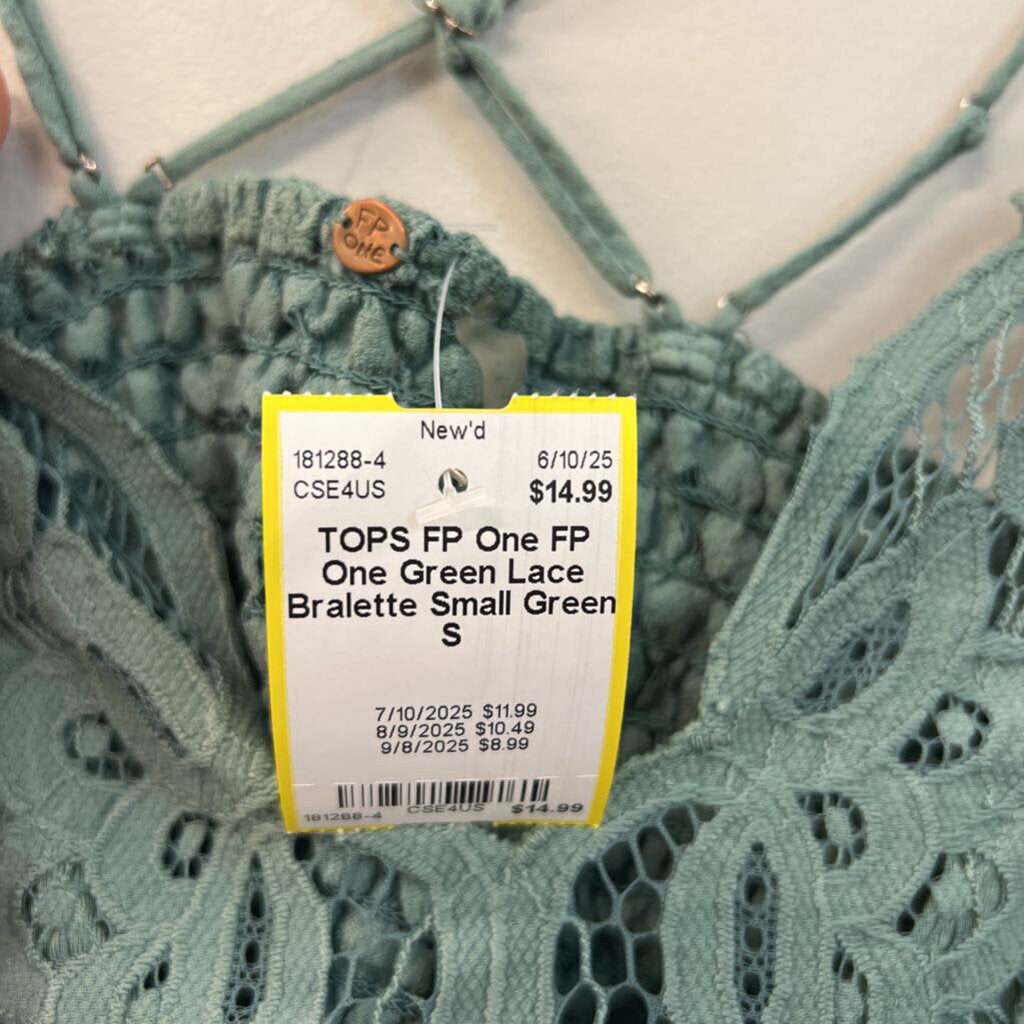 FP
ONE
New'd
181288-4 6/10/25
CSE4US $14.99
TOPS FP One FP
One Green Lace
Bralette Small Green
S
7/10/2025 $11.99
8/9/2025 $10.49
9/8/2025 $8.99
181288-4 CSE4US $14.99